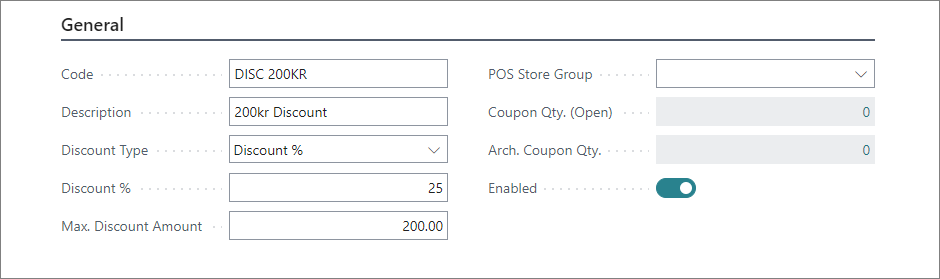 General
Code DISC 200KR
Description 200kr Discount
Discount Type Discount %
Discount % 25
Max. Discount Amount 200.00
POS Store Group
Coupon Qty. (Open) 0
Arch. Coupon Qty. 0
Enabled